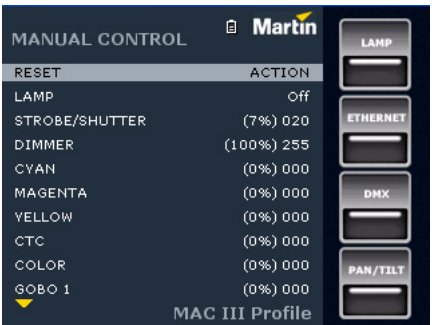 MANUAL CONTROL
Martin
RESET ACTION
LAMP Off
STROBE/SHUTTER (7%) 020
DIMMER (100%) 255
CYAN (0%) 000
MAGENTA (0%) 000
YELLOW (0%) 000
CTC (0%) 000
COLOR (0%) 000
GOBO 1 (0%) 000
MAC III Profile
LAMP
ETHERNET
DMX
PAN/TILT